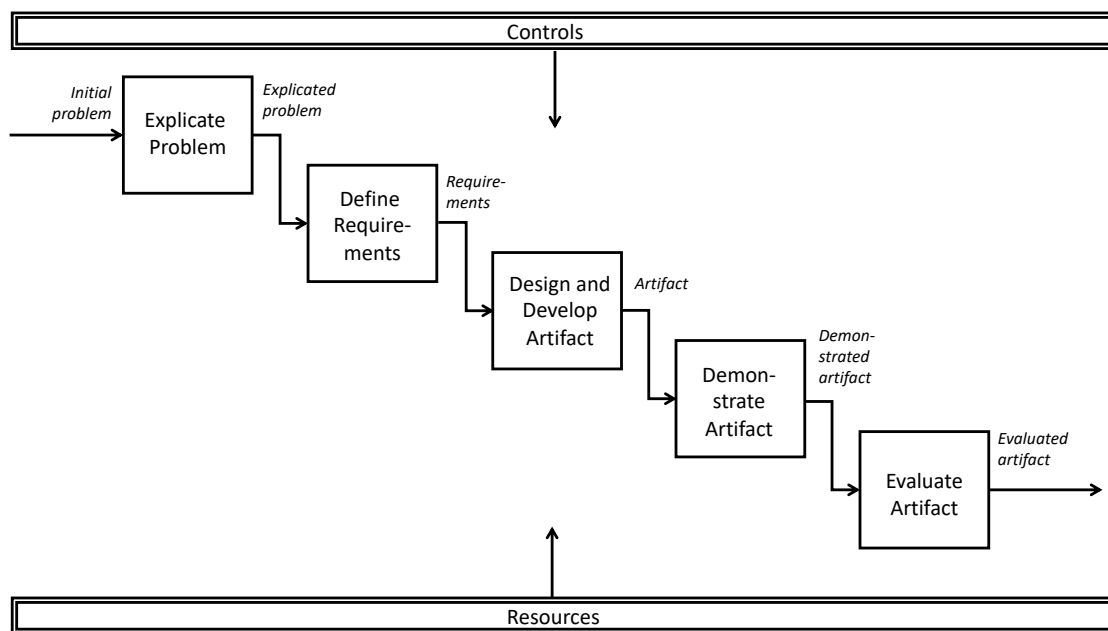 Controls
Initial
problem
Explicate
Problem
Explicated
problem
Define
Require-
ments
Require-
ments
Design and
Develop
Artifact
Artifact
Demon-
strate
Artifact
Demon-
strated
artifact
Evaluate
Artifact
Evaluated
artifact
Resources